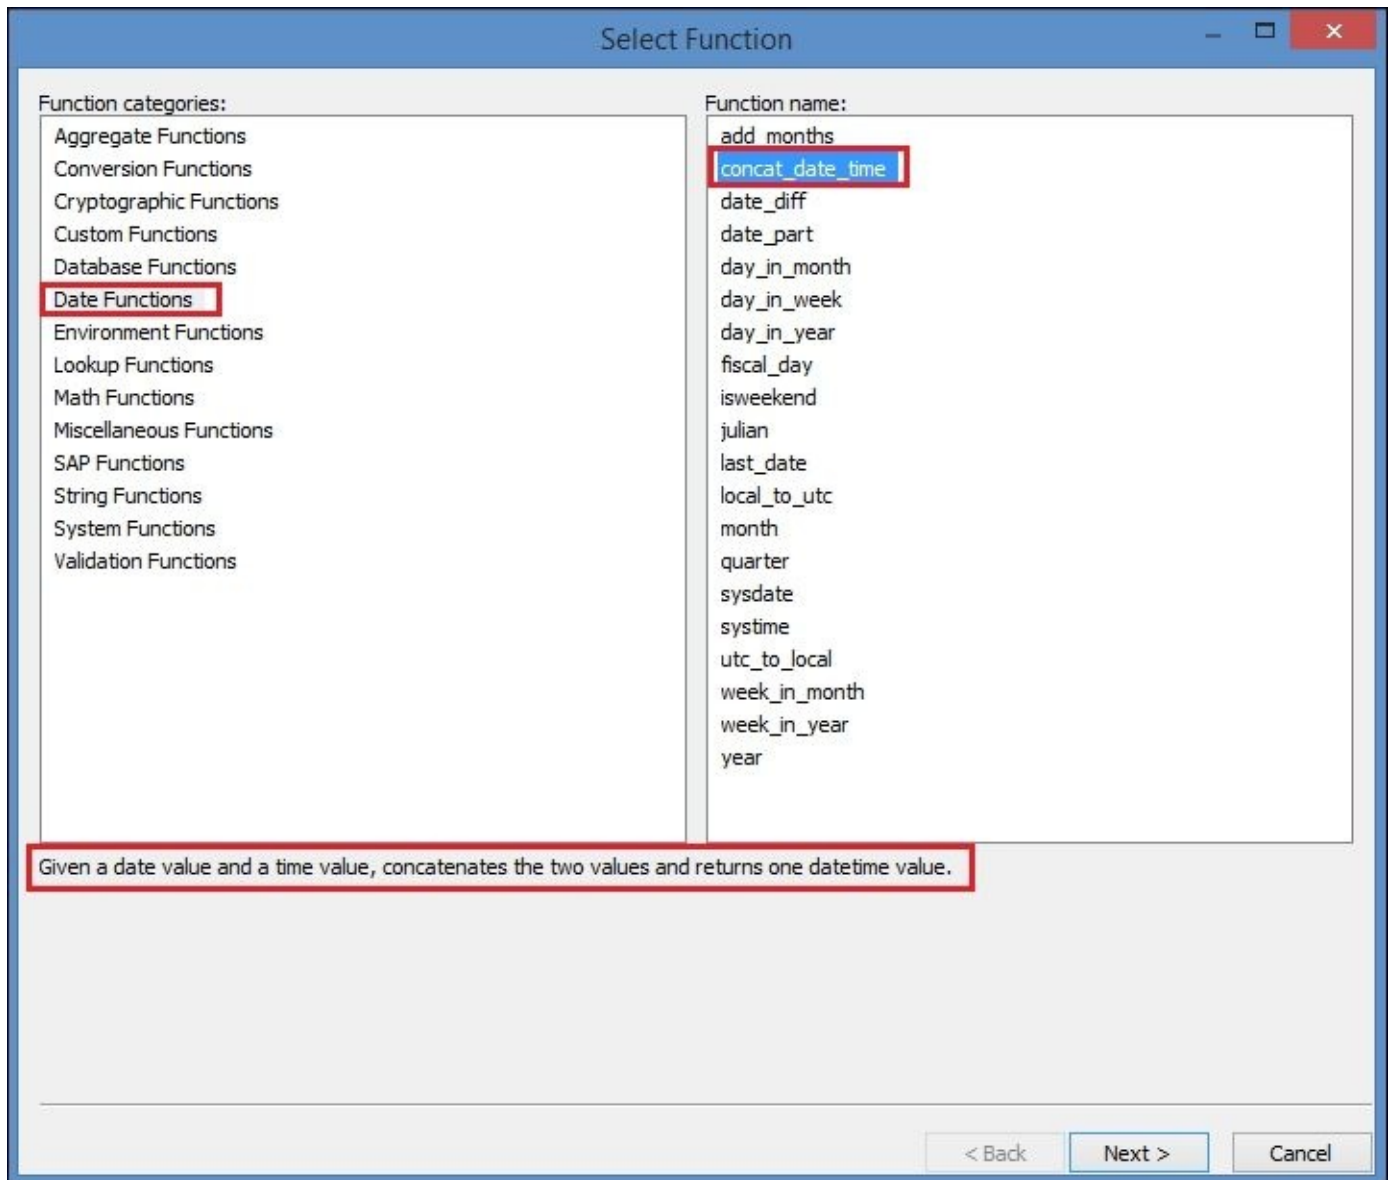 Select Function
Function categories:
Aggregate Functions
Conversion Functions
Cryptographic Functions
Custom Functions
Database Functions
Date Functions
Environment Functions
Lookup Functions
Math Functions
Miscellaneous Functions
SAP Functions
String Functions
System Functions
Validation Functions
Function name:
add_months
concat_date_time
date_diff
date_part
day_in_month
day_in_week
day_in_year
fiscal_day
isweekend
julian
last_date
local_to_utc
month
quarter
sysdate
systime
utc_to_local
week_in_month
week_in_year
year
Given a date value and a time value, concatenates the two values and returns one datetime value.
< Back
Next >
Cancel